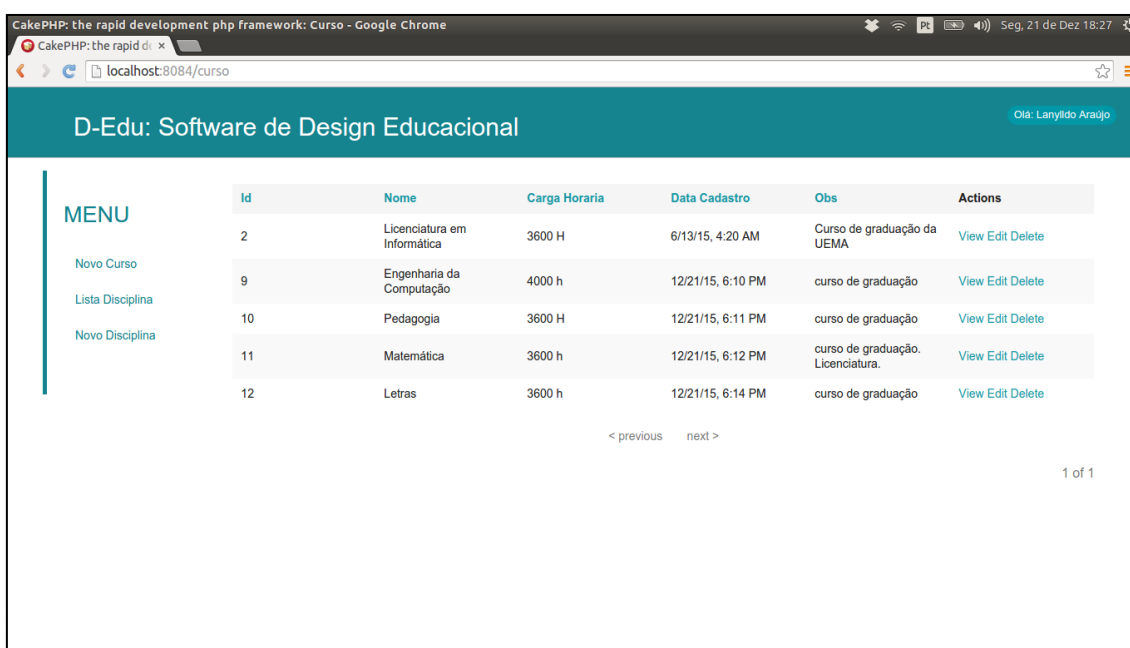 CakePHP: the rapid development php framework: Curso - Google Chrome
Pt
Seg, 21 de Dez 18:27
CakePHP: the rapid de ×
localhost:8084/curso
D-Edu: Software de Design Educacional
Olá: Lanylldo Araújo
MENU
Novo Curso
Lista Disciplina
Novo Disciplina
Id Nome Carga Horaria Data Cadastro Obs Actions
2 Licenciatura em Informática 3600 H 6/13/15, 4:20 AM Curso de graduação da UEMA View Edit Delete
9 Engenharia da Computação 4000 h 12/21/15, 6:10 PM curso de graduação View Edit Delete
10 Pedagogia 3600 H 12/21/15, 6:11 PM curso de graduação View Edit Delete
11 Matemática 3600 h 12/21/15, 6:12 PM curso de graduação. Licenciatura. View Edit Delete
12 Letras 3600 h 12/21/15, 6:14 PM curso de graduação View Edit Delete
< previous next >
1 of 1